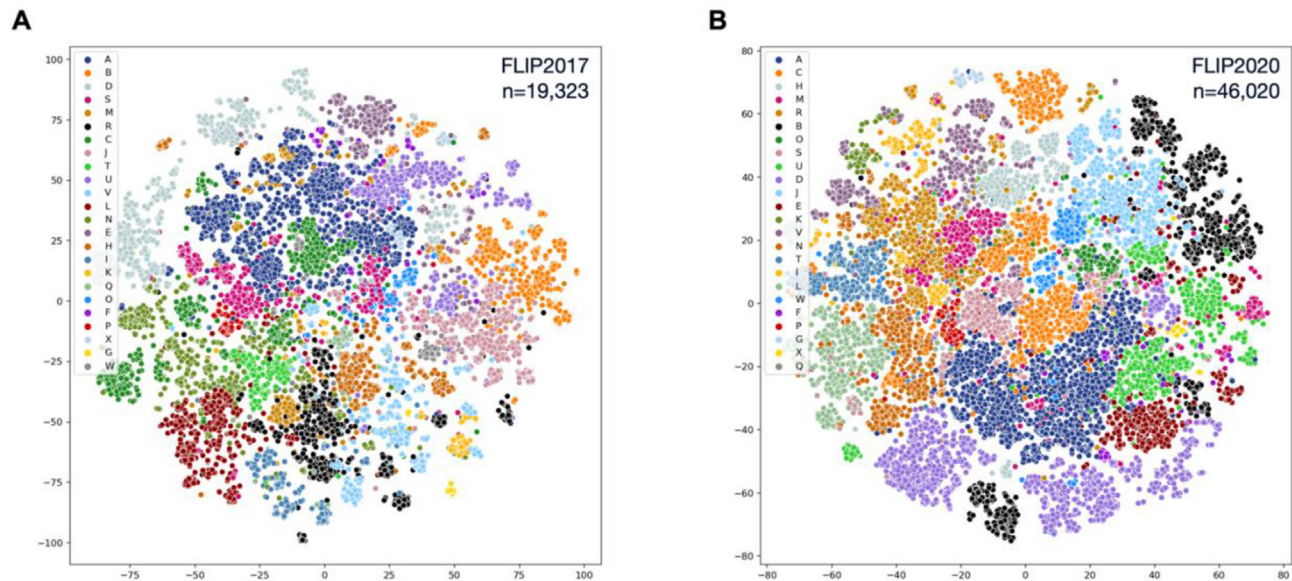 A
B
FLIP2017
n=19,323
A
B
D
S
M
R
C
J
T
U
V
L
N
E
H
I
K
Q
O
F
P
X
G
W
100
75
50
25
0
−25
−50
−75
−100
−75
−50
−25
0
25
50
75
100
FLIP2020
n=46,020
A
C
H
M
R
B
O
S
U
D
J
E
K
V
N
T
I
L
W
F
P
G
X
Q
80
60
40
20
0
−20
−40
−60
−80
−80
−60
−40
−20
0
20
40
60
80